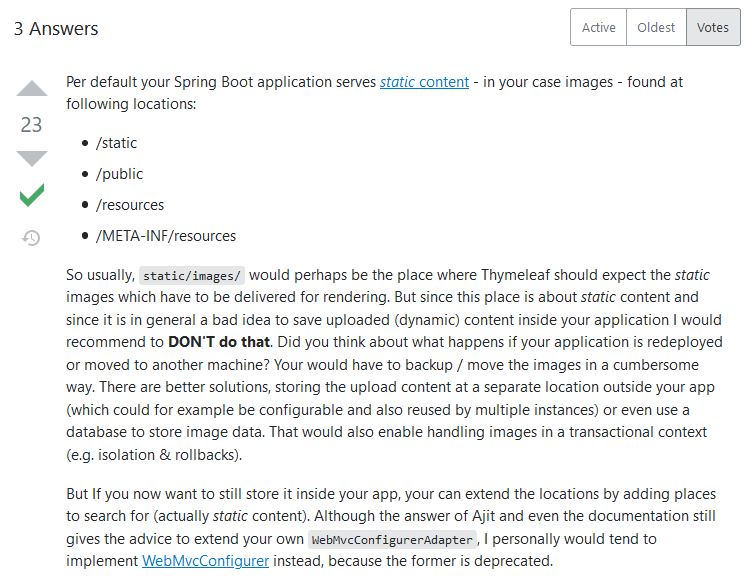 3 Answers
Active Oldest Votes
Per default your Spring Boot application serves static content - in your case images - found at
following locations:
23
• /static
• /public
• /resources
• /META-INF/resources
So usually, static/images/ would perhaps be the place where Thymeleaf should expect the static
images which have to be delivered for rendering. But since this place is about static content and
since it is in general a bad idea to save uploaded (dynamic) content inside your application I would
recommend to DON'T do that. Did you think about what happens if your application is redeployed
or moved to another machine? Your would have to backup / move the images in a cumbersome
way. There are better solutions, storing the upload content at a separate location outside your app
(which could for example be configurable and also reused by multiple instances) or even use a
database to store image data. That would also enable handling images in a transactional context
(e.g. isolation & rollbacks).
But If you now want to still store it inside your app, your can extend the locations by adding places
to search for (actually static content). Although the answer of Ajit and even the documentation still
gives the advice to extend your own WebMvcConfigurerAdapter , I personally would tend to
implement WebMvcConfigurer instead, because the former is deprecated.